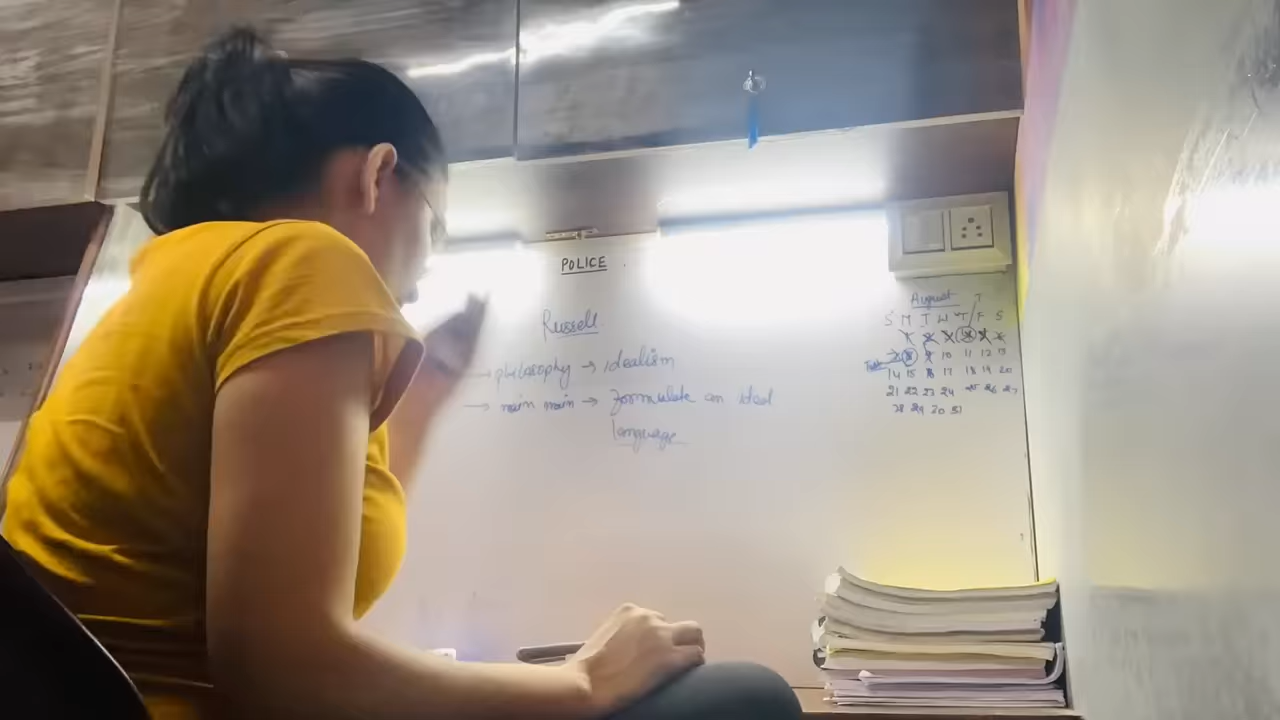 POLICE
Russell
→ philosophy → idealism
→ main main → Formulate an ideal
language
August
S M T W T F S
10 11 12 13
14 15 16 17 18 19 20
21 22 23 24 25 26 27
28 29 30 31